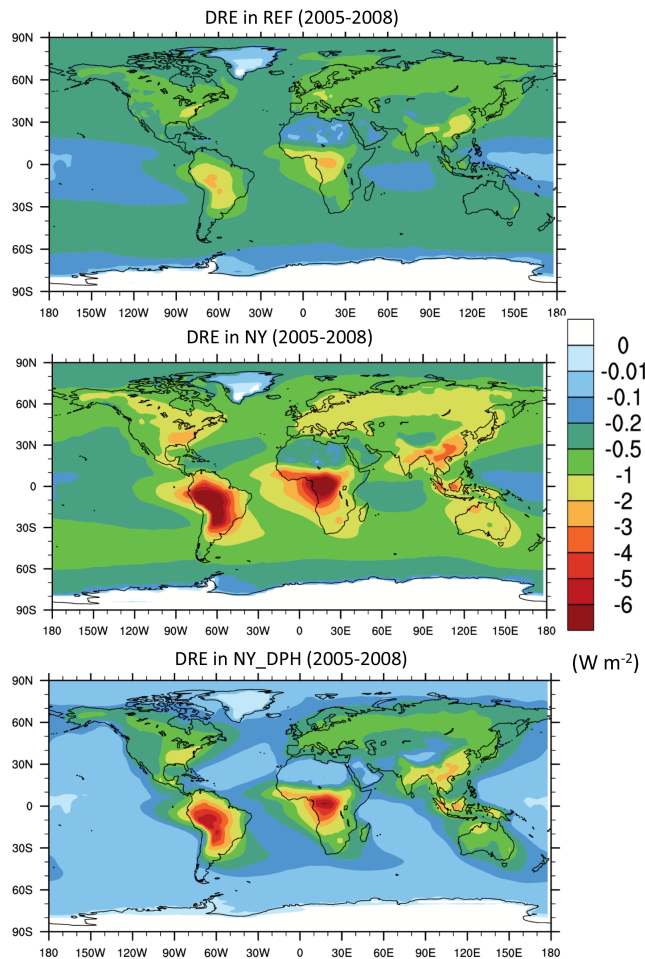 DRE in REF (2005-2008)
90N
60N
30N
0
30S
60S
90S
180 150W 120W 90W 60W 30W 0 30E 60E 90E 120E 150E 180
DRE in NY (2005-2008)
90N
60N
30N
0
30S
60S
90S
180 150W 120W 90W 60W 30W 0 30E 60E 90E 120E 150E 180
0
-0.01
-0.1
-0.2
-0.5
-1
-2
-3
-4
-5
-6
(W m⁻²)
DRE in NY_DPH (2005-2008)
90N
60N
30N
0
30S
60S
90S
180 150W 120W 90W 60W 30W 0 30E 60E 90E 120E 150E 180